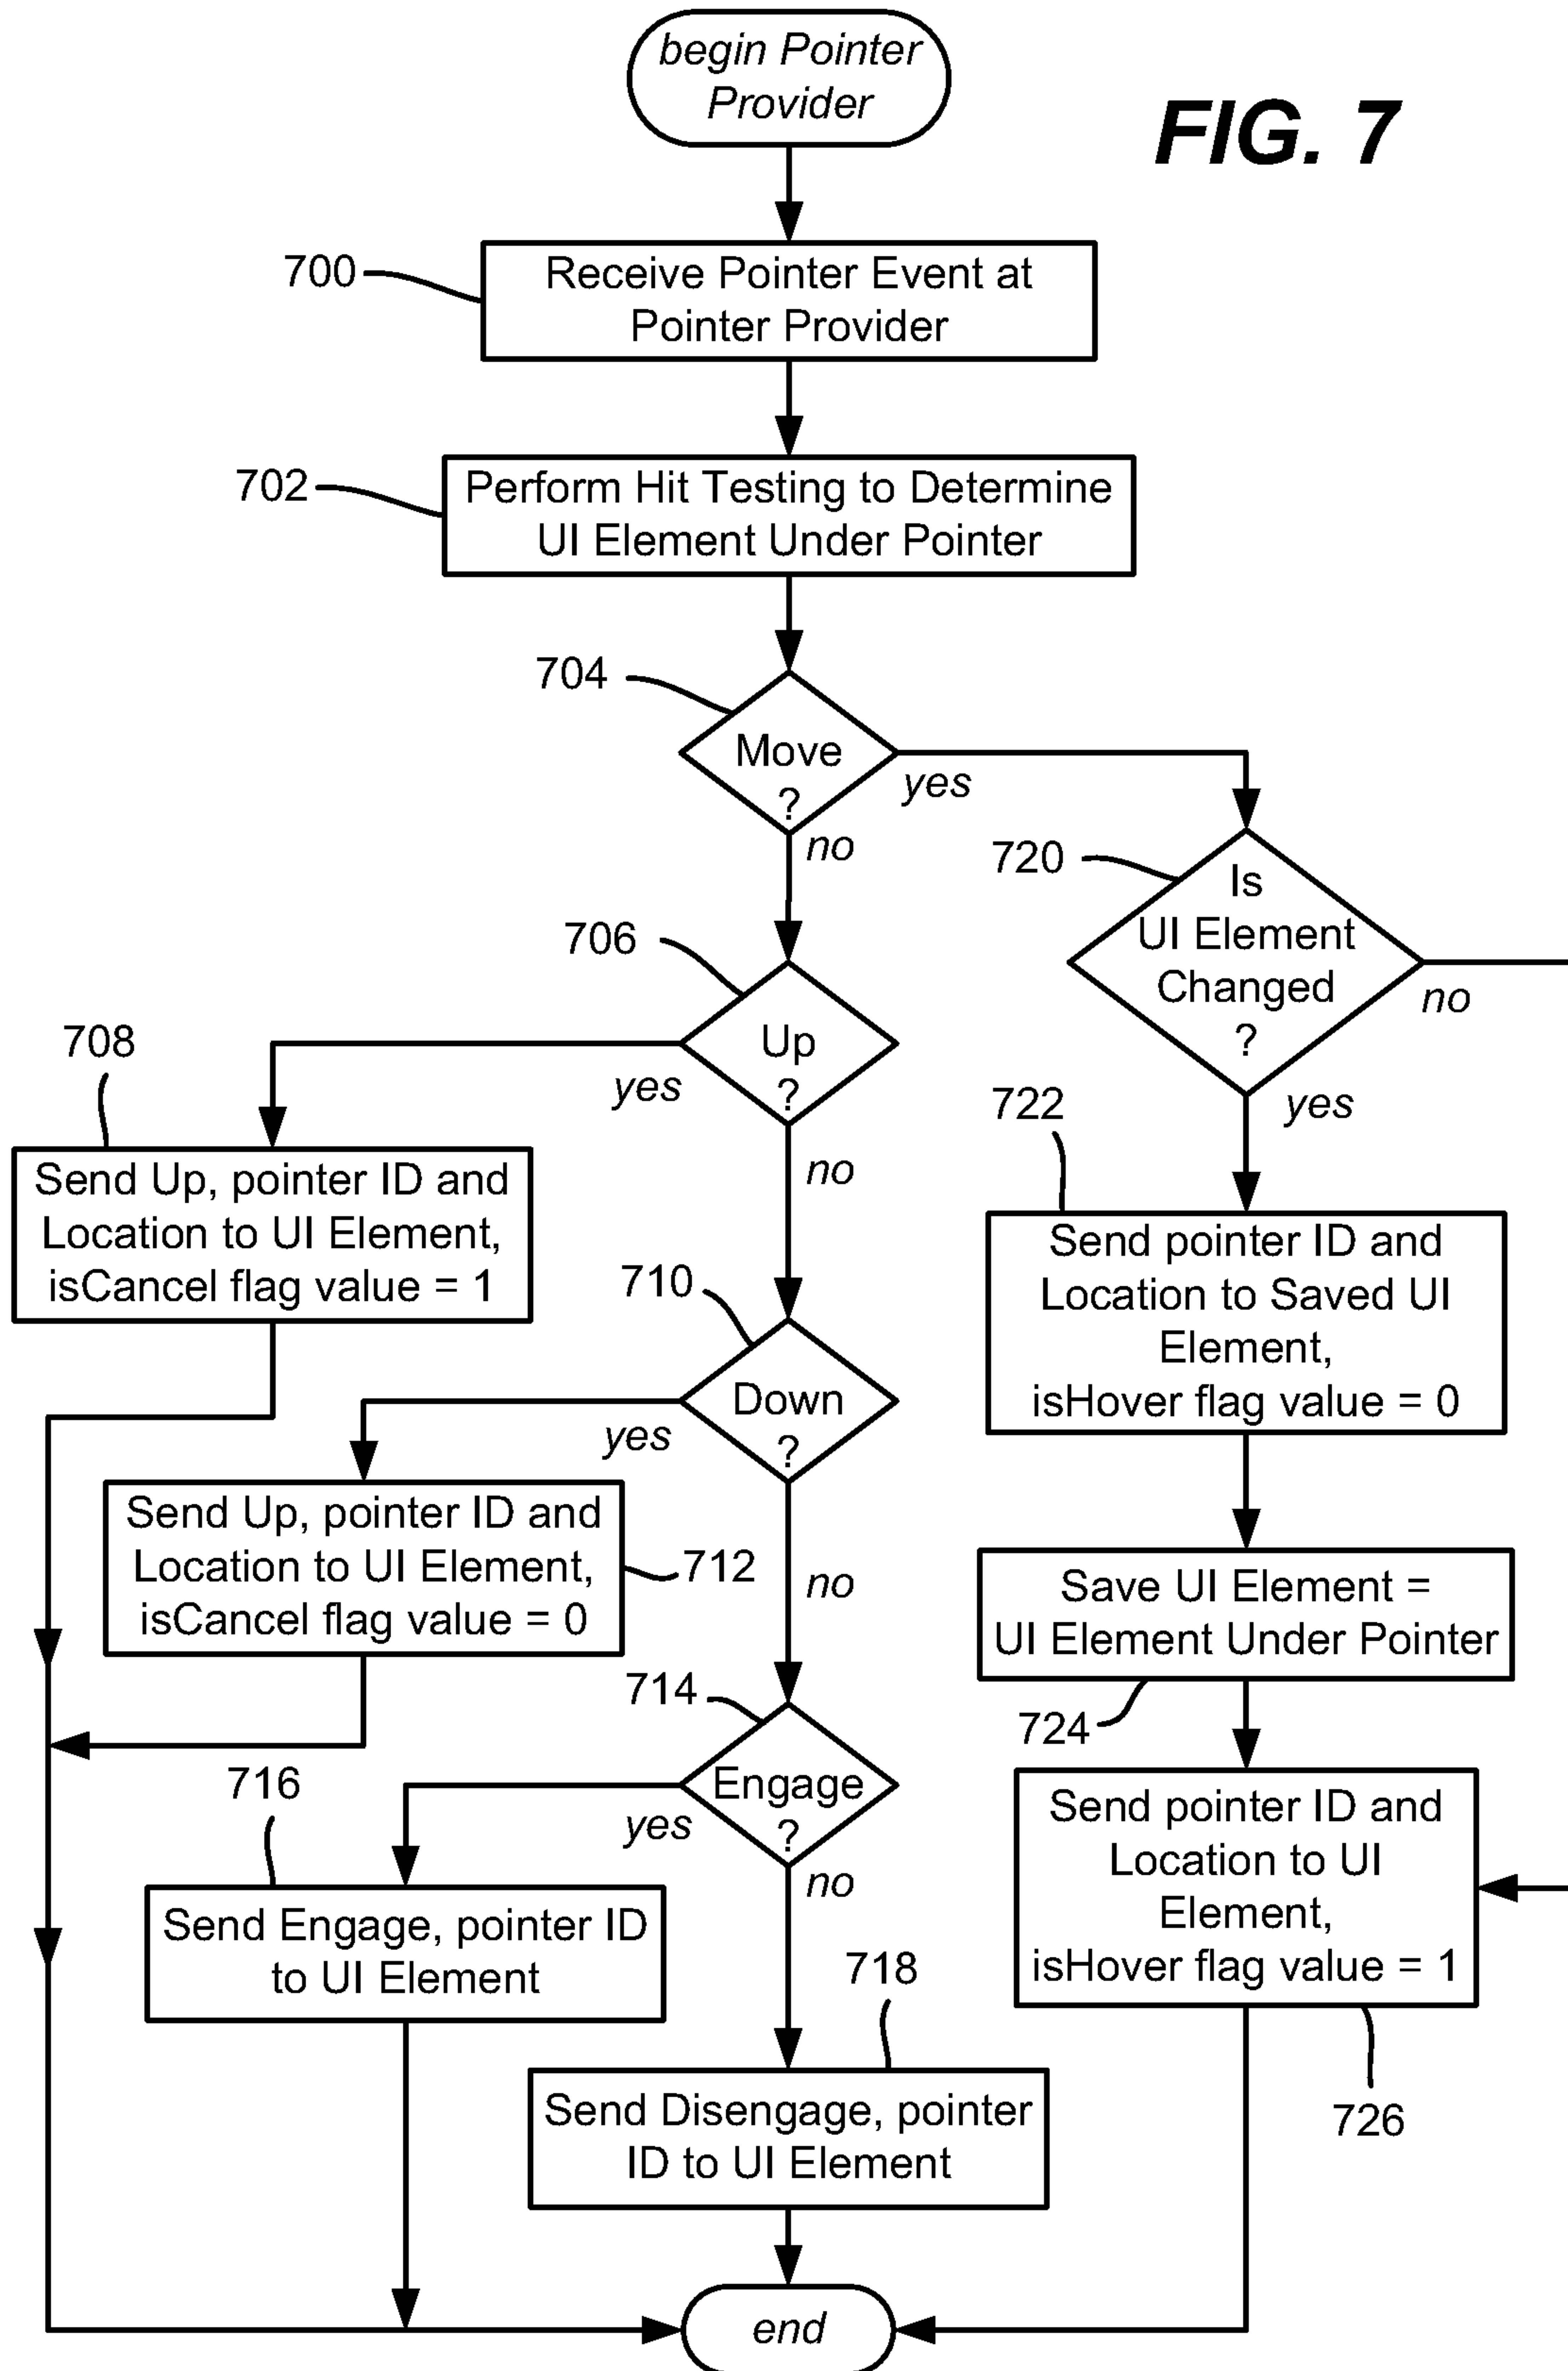 begin Pointer
Provider
FIG. 7
700
Receive Pointer Event at
Pointer Provider
702
Perform Hit Testing to Determine
UI Element Under Pointer
704
Move
?
yes
no
720
Is
UI Element
Changed
?
no
yes
706
Up
?
yes
no
708
Send Up, pointer ID and
Location to UI Element,
isCancel flag value = 1
722
Send pointer ID and
Location to Saved UI
Element,
isHover flag value = 0
710
Down
?
yes
no
Send Up, pointer ID and
Location to UI Element,
isCancel flag value = 0
712
Save UI Element =
UI Element Under Pointer
724
714
Engage
?
yes
no
716
Send Engage, pointer ID
to UI Element
Send pointer ID and
Location to UI
Element,
isHover flag value = 1
726
718
Send Disengage, pointer
ID to UI Element
end